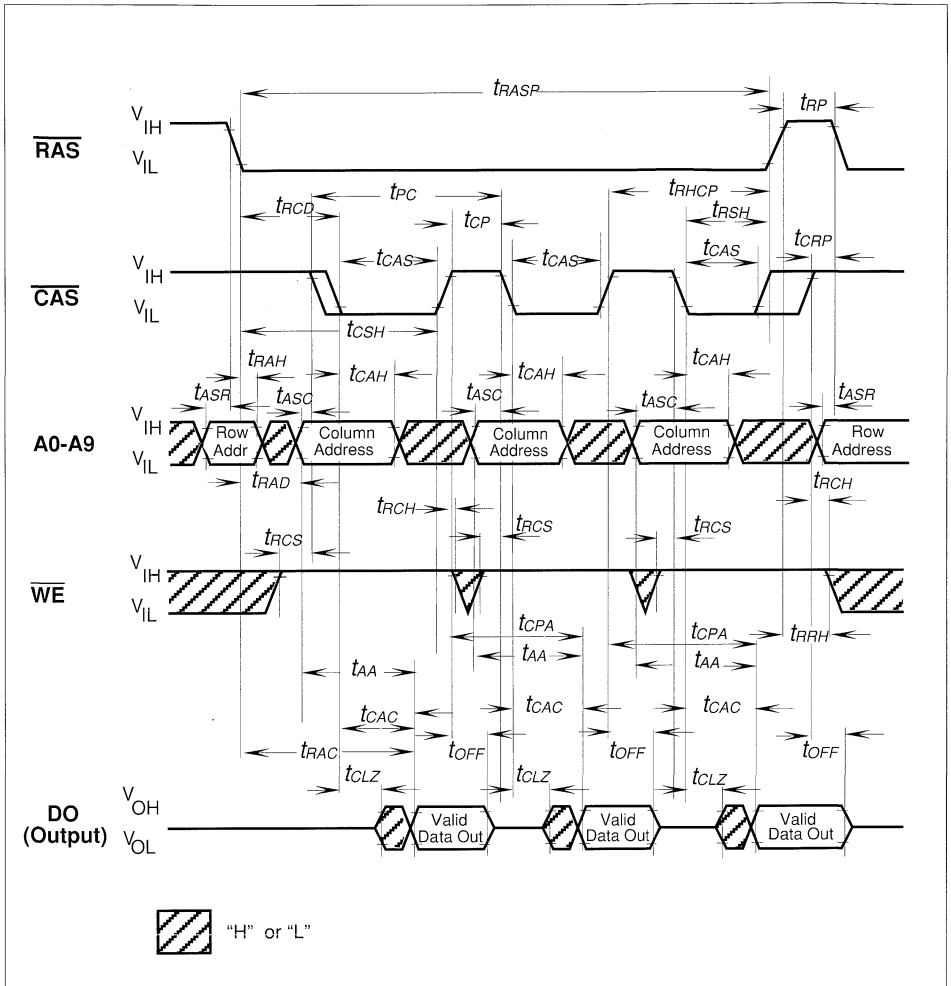 tRASP
tRP
VIH
RAS
VIL
tPC
tRHCP
tRCD
tCP
tRSH
tCAS
tCAS
tCAS
tCRP
VIH
CAS
VIL
tCSH
tRAH
tCAH
tCAH
tCAH
tASR
tASC
tASC
tASC
tASR
VIH
A0-A9
VIL
Row Addr
Column Address
Column Address
Column Address
Row Address
tRAD
tRCH
tRCH
tRCS
tRCS
tRCS
VIH
WE
VIL
tCPA
tCPA
tRRH
tAA
tAA
tAA
tCAC
tCAC
tCAC
tRAC
tOFF
tOFF
tOFF
tCLZ
tCLZ
tCLZ
DO
(Output)
VOH
VOL
Valid Data Out
Valid Data Out
Valid Data Out
"H" or "L"